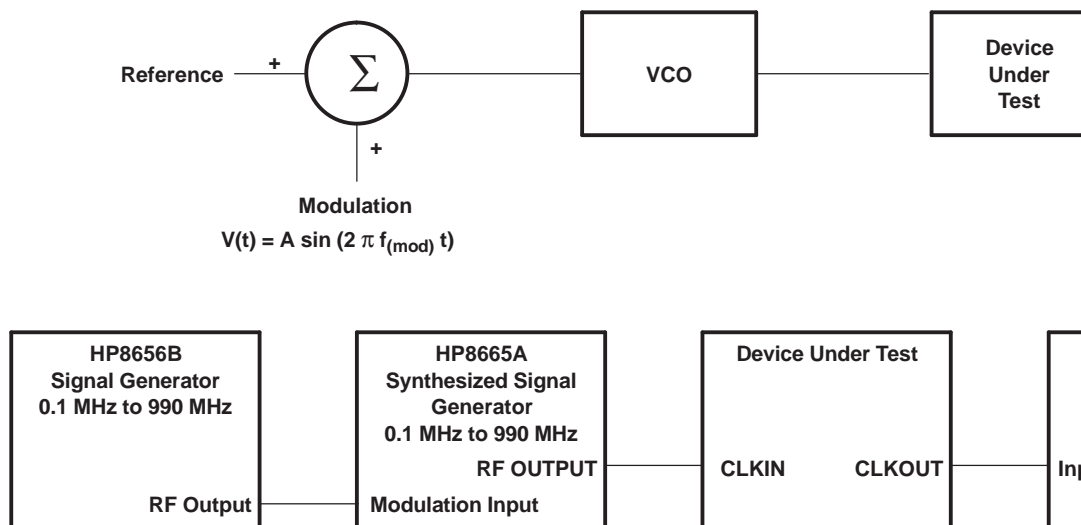 Reference
+
Σ
VCO
Device
Under
Test
+
Modulation
V(t) = A sin (2 π f(mod) t)
HP8656B
Signal Generator
0.1 MHz to 990 MHz
RF Output
HP8665A
Synthesized Signal
Generator
0.1 MHz to 990 MHz
RF OUTPUT
Modulation Input
Device Under Test
CLKIN
CLKOUT